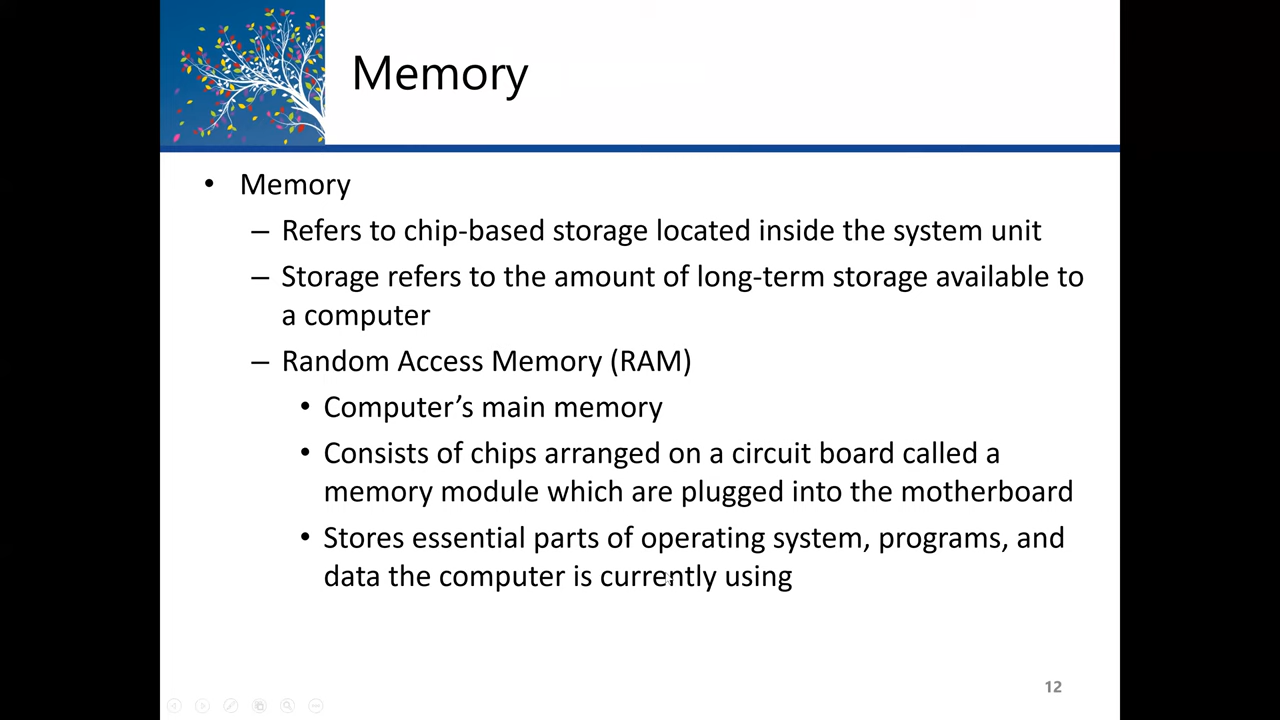 Memory
• Memory
– Refers to chip-based storage located inside the system unit
– Storage refers to the amount of long-term storage available to
a computer
– Random Access Memory (RAM)
• Computer’s main memory
• Consists of chips arranged on a circuit board called a
memory module which are plugged into the motherboard
• Stores essential parts of operating system, programs, and
data the computer is currently using
12